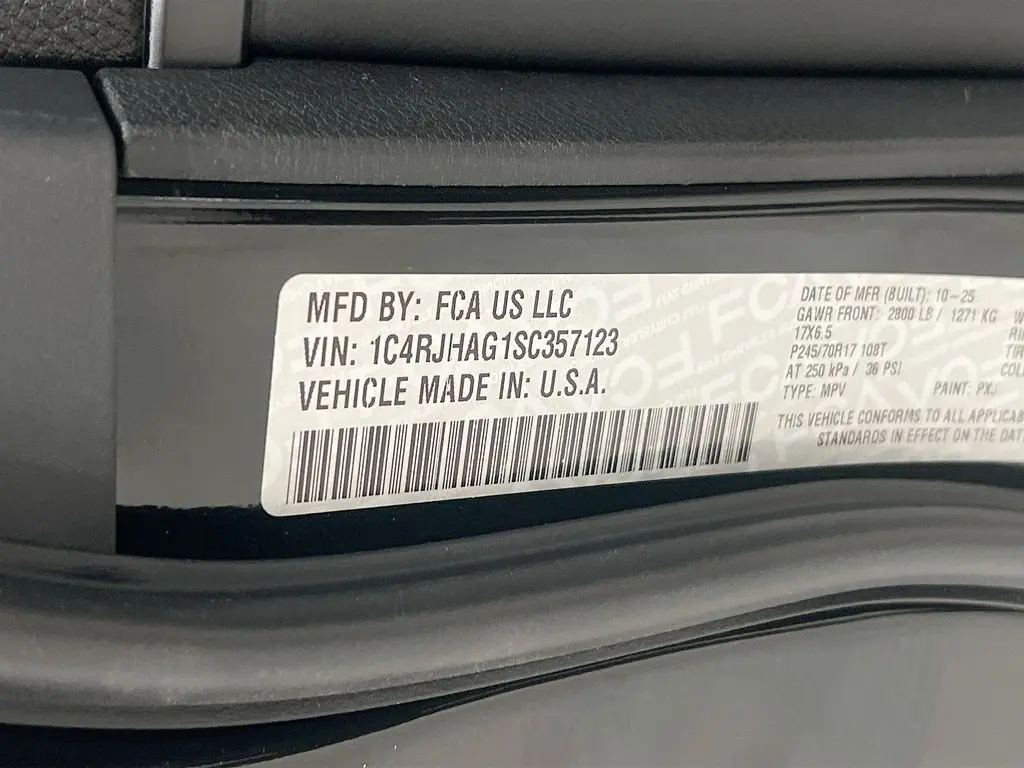 MFD BY: FCA US LLC
VIN: 1C4RJHAG1SC357123
VEHICLE MADE IN: U.S.A.
DATE OF MFR (BUILT): 10-25
GAWR FRONT: 2800 LB / 1271 KG
17X6.5
P245/70R17 108T
AT 250 kPa / 36 PSI
TYPE: MPV PAINT: PXJ
THIS VEHICLE CONFORMS TO ALL
STANDARDS IN EFFECT ON THE